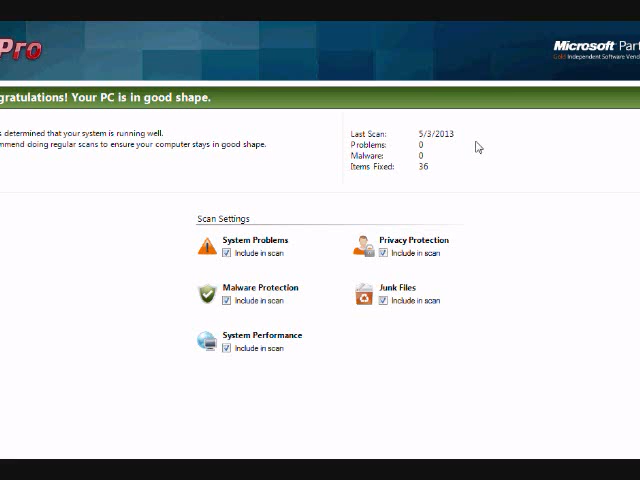 Pro
Microsoft Part
Gold Independent Software Vend
gratulations! Your PC is in good shape.
s determined that your system is running well.
mmend doing regular scans to ensure your computer stays in good shape.
Last Scan: 5/3/2013
Problems: 0
Malware: 0
Items Fixed: 36
Scan Settings
System Problems
Include in scan
Privacy Protection
Include in scan
Malware Protection
Include in scan
Junk Files
Include in scan
System Performance
Include in scan